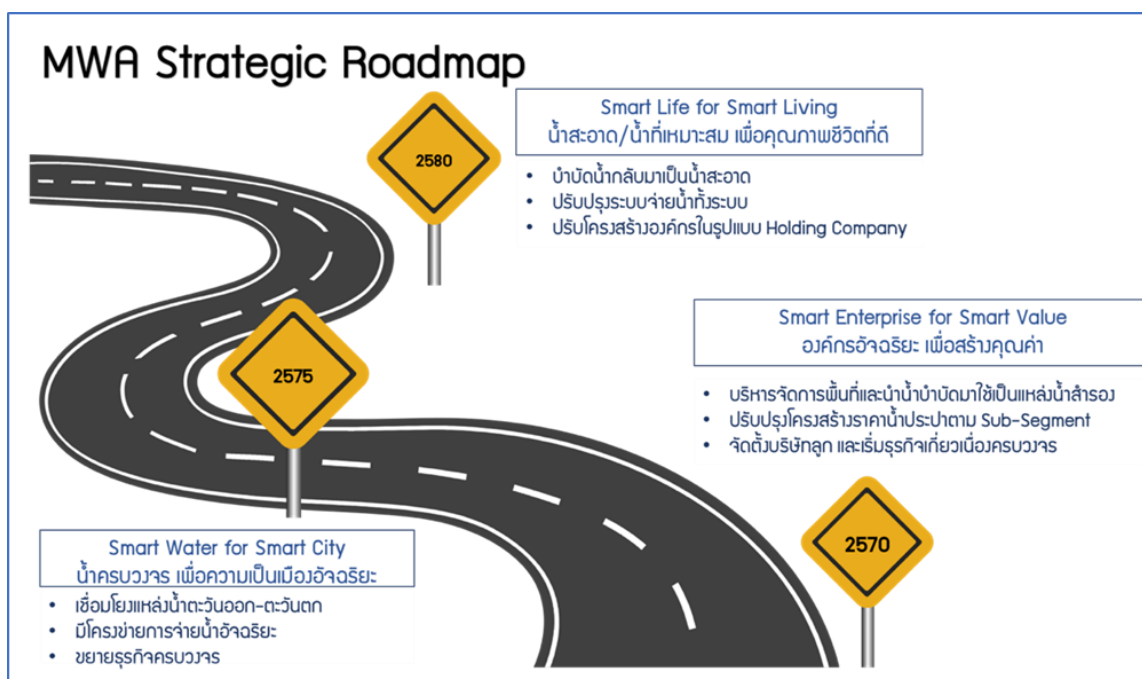 MWA Strategic Roadmap
2580
Smart Life for Smart Living
น้ำสะอาด/น้ำที่เหมาะสม เพื่อคุณภาพชีวิตที่ดี
• บำบัดน้ำกลับมาเป็นน้ำสะอาด
• ปรับปรุงระบบจ่ายน้ำทั้งระบบ
• ปรับโครงสร้างองค์กรในรูปแบบ Holding Company
2575
Smart Water for Smart City
น้ำครบวงจร เพื่อความเป็นเมืองอัจฉริยะ
• เชื่อมโยงแหล่งน้ำตะวันออก-ตะวันตก
• มีโครงข่ายการจ่ายน้ำอัจฉริยะ
• ขยายธุรกิจครบวงจร
Smart Enterprise for Smart Value
องค์กรอัจฉริยะ เพื่อสร้างคุณค่า
• บริหารจัดการพื้นที่และนำน้ำบำบัดมาใช้เป็นแหล่งน้ำสำรอง
• ปรับปรุงโครงสร้างราคาน้ำประปาตาม Sub-Segment
• จัดตั้งบริษัทลูก และเริ่มธุรกิจเกี่ยวเนื่องครบวงจร
2570